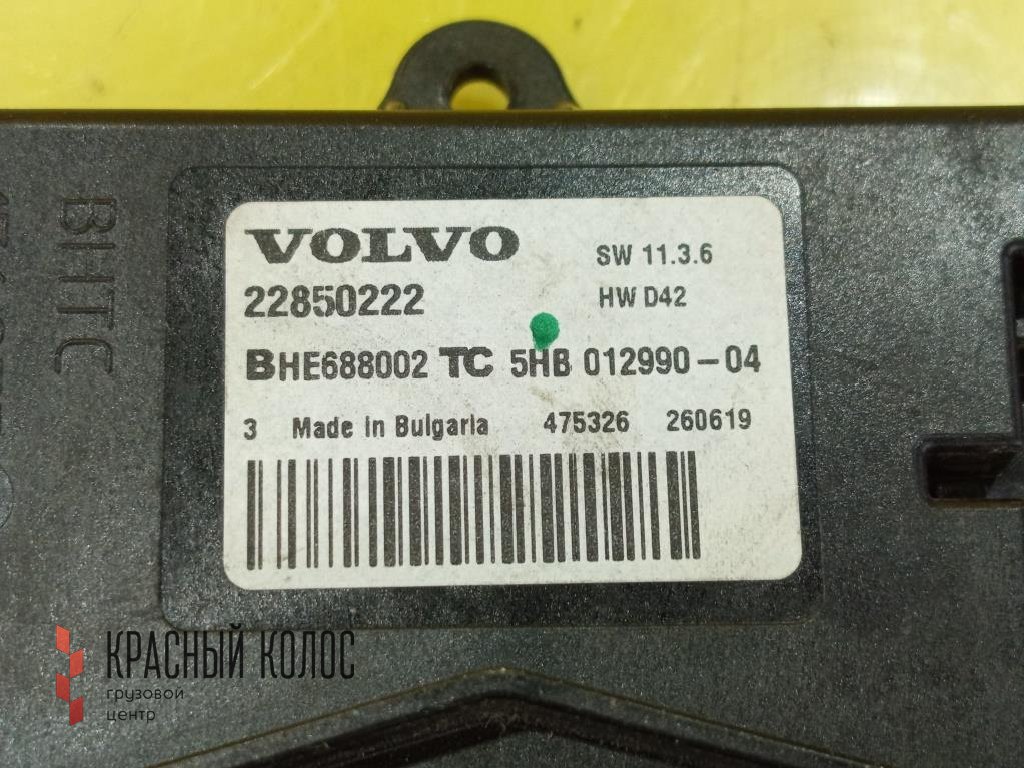 VOLVO
SW 11.3.6
22850222
HW D42
BHE688002 TC 5HB 012990-04
3 Made in Bulgaria 475326 260619
BHTC
КРАСНЫЙ КОЛОС
грузовой
центр